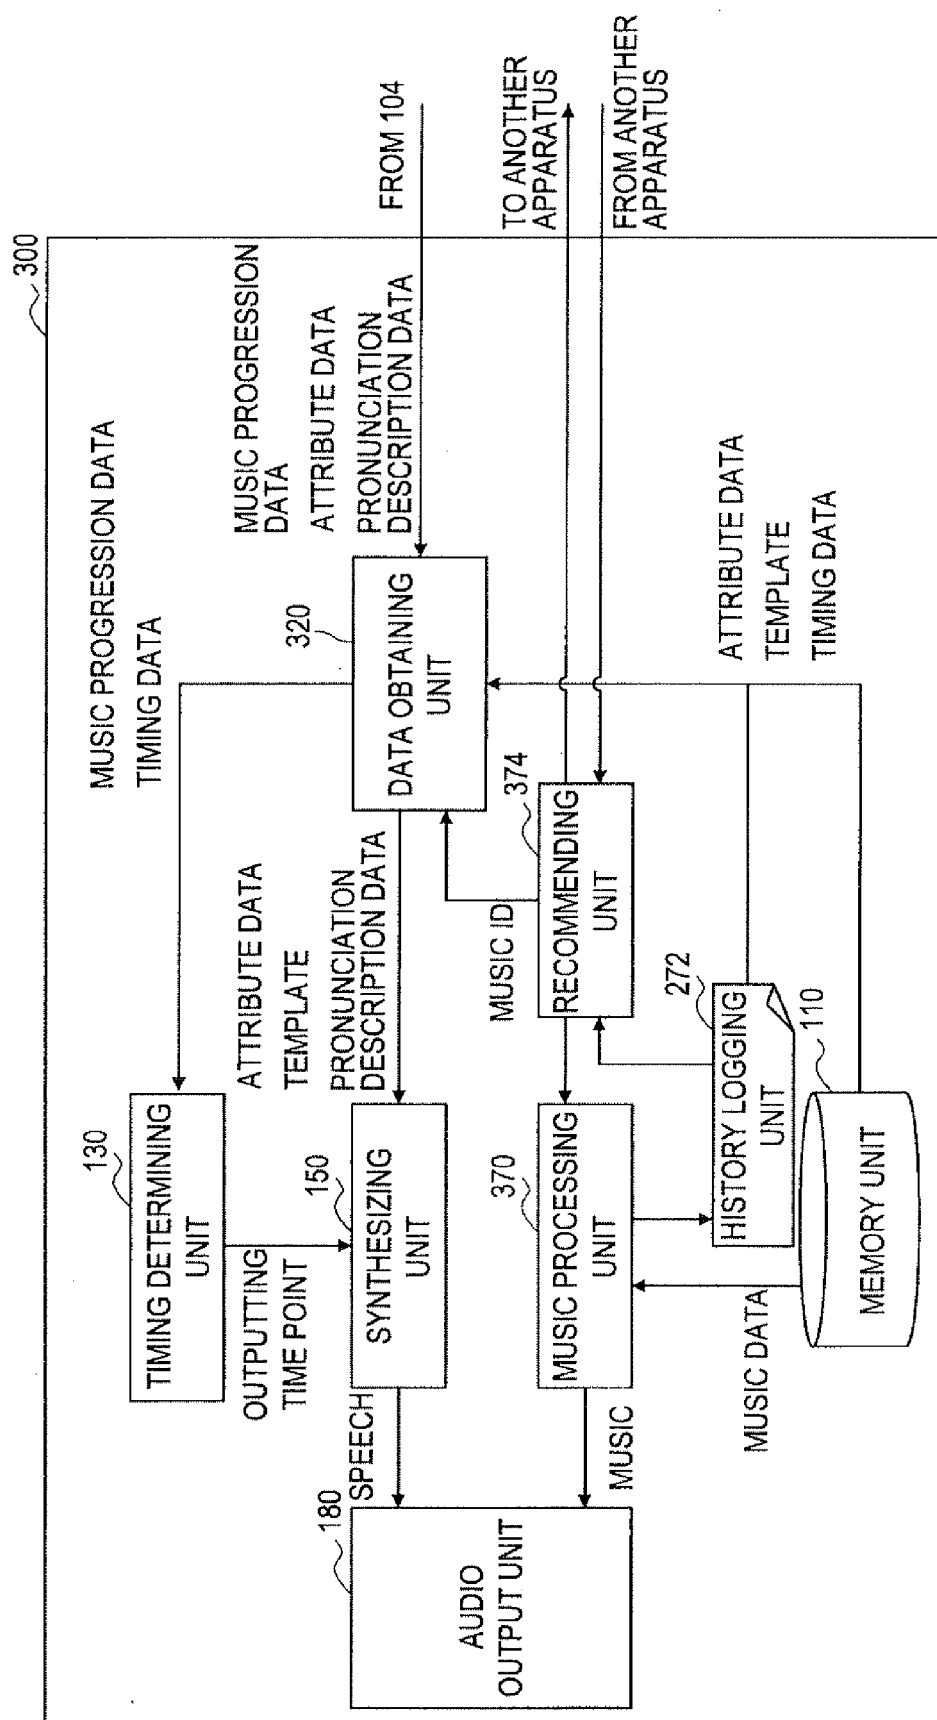 300
MUSIC PROGRESSION DATA
TIMING DATA
130
TIMING DETERMINING
UNIT
OUTPUTTING
TIME POINT
ATTRIBUTE DATA
TEMPLATE
PRONUNCIATION
DESCRIPTION DATA
320
DATA OBTAINING
UNIT
MUSIC PROGRESSION
DATA
ATTRIBUTE DATA
PRONUNCIATION
DESCRIPTION DATA
FROM 104
180
AUDIO
OUTPUT UNIT
SPEECH
150
SYNTHESIZING
UNIT
MUSIC
370
MUSIC PROCESSING
UNIT
MUSIC ID
374
RECOMMENDING
UNIT
TO ANOTHER
APPARATUS
FROM ANOTHER
APPARATUS
272
HISTORY LOGGING
UNIT
ATTRIBUTE DATA
TEMPLATE
TIMING DATA
MUSIC DATA
110
MEMORY UNIT